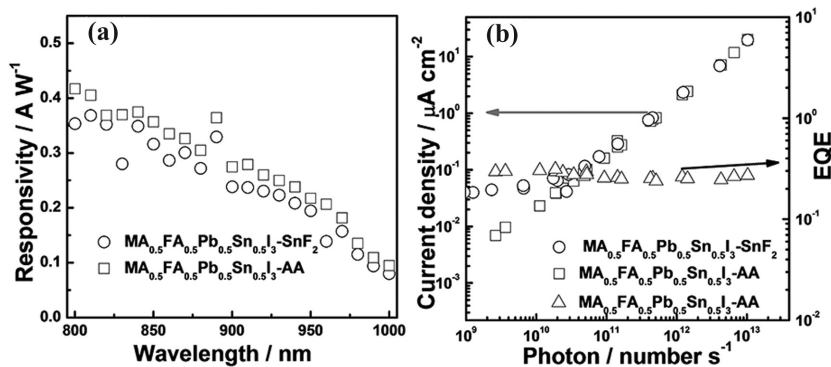 (a)
Responsivity / A W⁻¹
0.5
0.4
0.3
0.2
0.1
0.0
MA₀.₅FA₀.₅Pb₀.₅Sn₀.₅I₃-SnF₂
MA₀.₅FA₀.₅Pb₀.₅Sn₀.₅I₃-AA
800 850 900 950 1000
Wavelength / nm
(b)
Current density / μA cm⁻²
10¹
10⁰
10⁻¹
10⁻²
10⁻³
MA₀.₅FA₀.₅Pb₀.₅Sn₀.₅I₃-SnF₂
MA₀.₅FA₀.₅Pb₀.₅Sn₀.₅I₃-AA
MA₀.₅FA₀.₅Pb₀.₅Sn₀.₅I₃-AA
10⁹ 10¹⁰ 10¹¹ 10¹² 10¹³
Photon / number s⁻¹
10¹
10⁰
10⁻¹
10⁻²
EQE